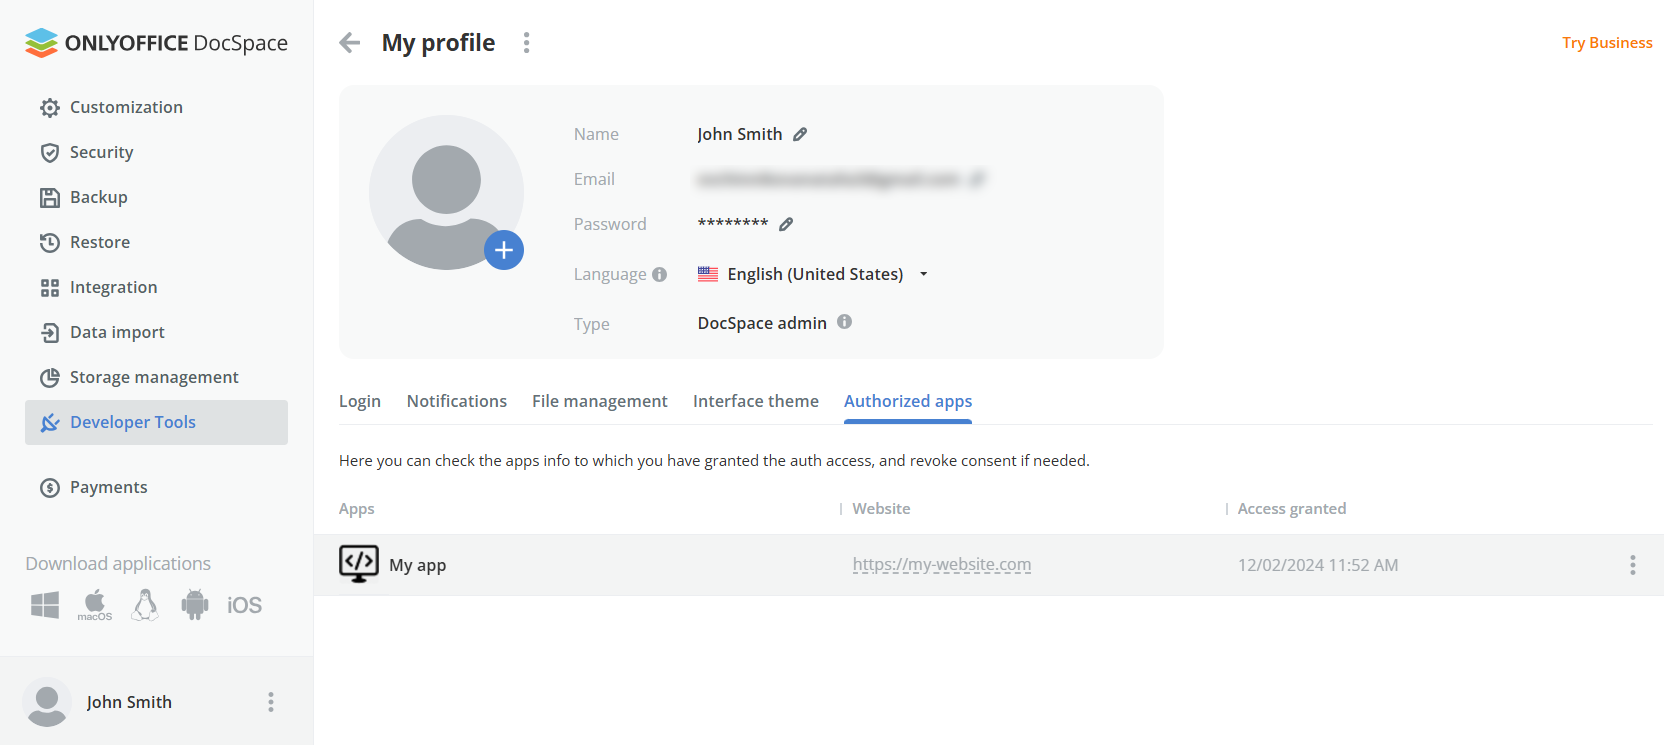 ONLYOFFICE DocSpace
Customization
Security
Backup
Restore
Integration
Data import
Storage management
Developer Tools
Payments
Download applications
macOS
iOS
John Smith
My profile
Try Business
Name John Smith
Email
Password ********
Language English (United States)
Type DocSpace admin
Login Notifications File management Interface theme Authorized apps
Here you can check the apps info to which you have granted the auth access, and revoke consent if needed.
Apps Website Access granted
My app https://my-website.com 12/02/2024 11:52 AM